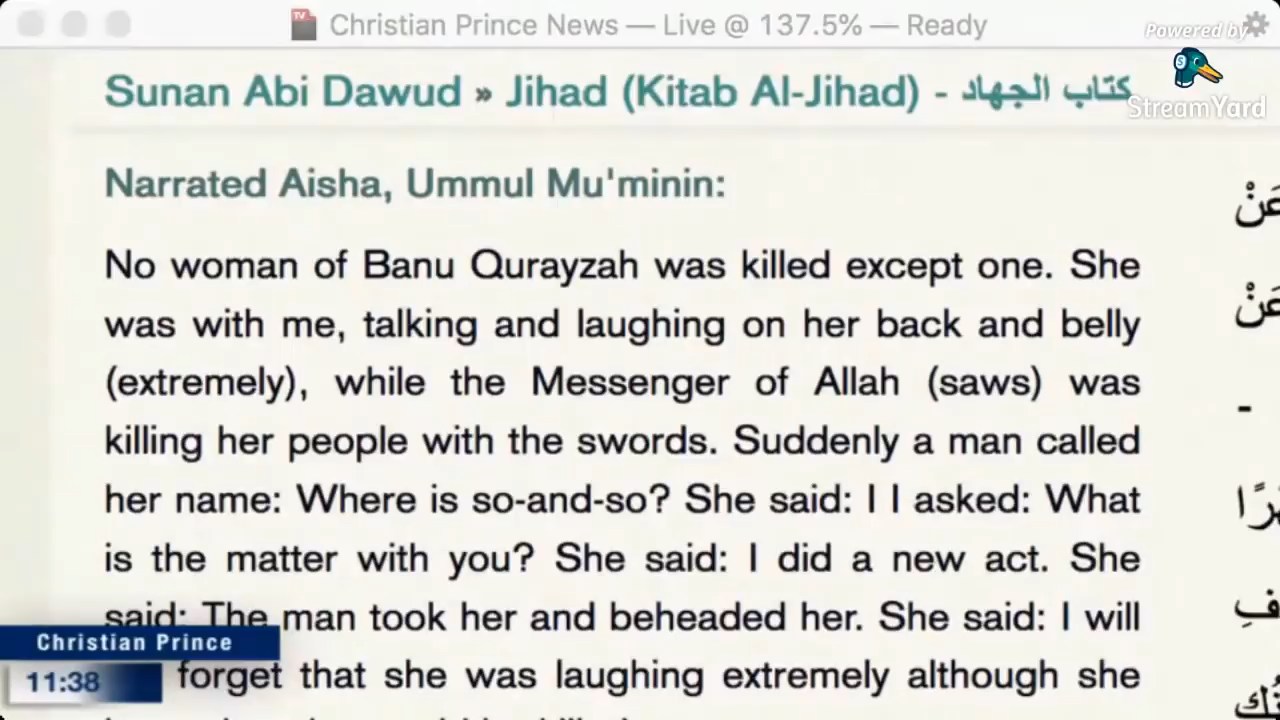 TV
Christian Prince News — Live @ 137.5% — Ready
Powered by
StreamYard
Sunan Abi Dawud » Jihad (Kitab Al-Jihad) - كتاب الجهاد
Narrated Aisha, Ummul Mu'minin:
No woman of Banu Qurayzah was killed except one. She
was with me, talking and laughing on her back and belly
(extremely), while the Messenger of Allah (saws) was
killing her people with the swords. Suddenly a man called
her name: Where is so-and-so? She said: I I asked: What
is the matter with you? She said: I did a new act. She
said: The man took her and beheaded her. She said: I will
forget that she was laughing extremely although she
عَنْ
عَنْ
-
Christian Prince
11:38